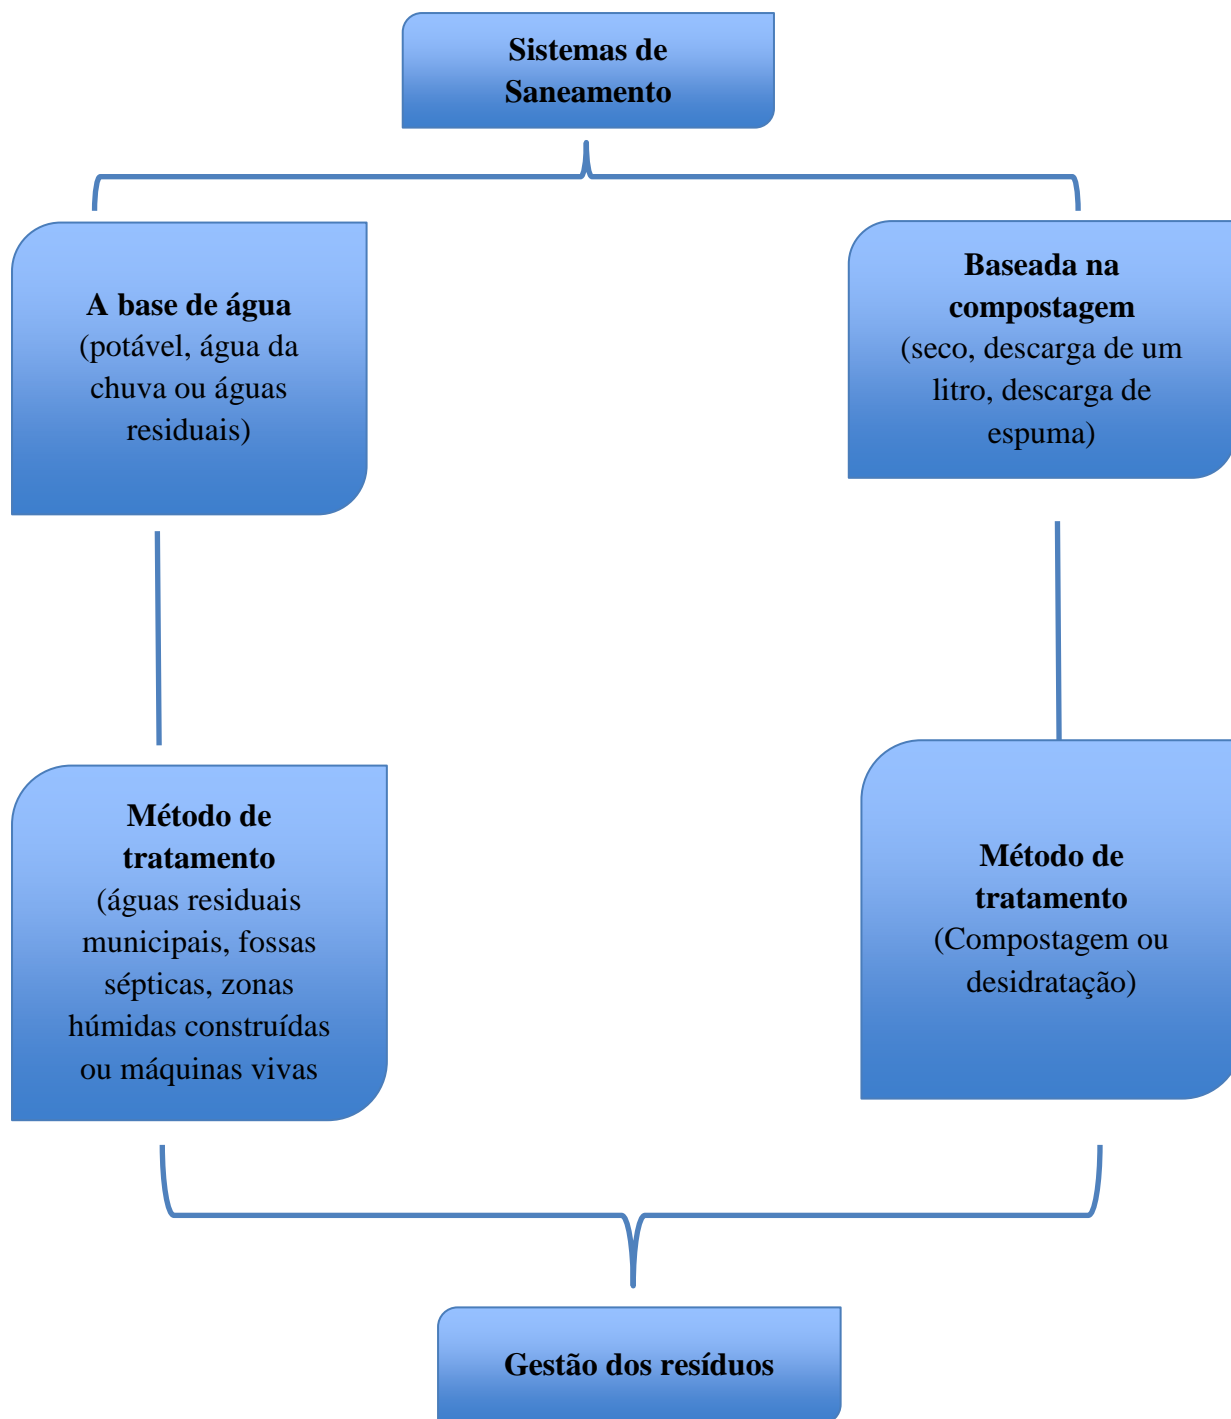 Sistemas de
Saneamento
A base de água
(potável, água da
chuva ou águas
residuais)
Baseada na
compostagem
(seco, descarga de um
litro, descarga de
espuma)
Método de
tratamento
(águas residuais
municipais, fossas
sépticas, zonas
húmidas construídas
ou máquinas vivas
Método de
tratamento
(Compostagem ou
desidratação)
Gestão dos resíduos